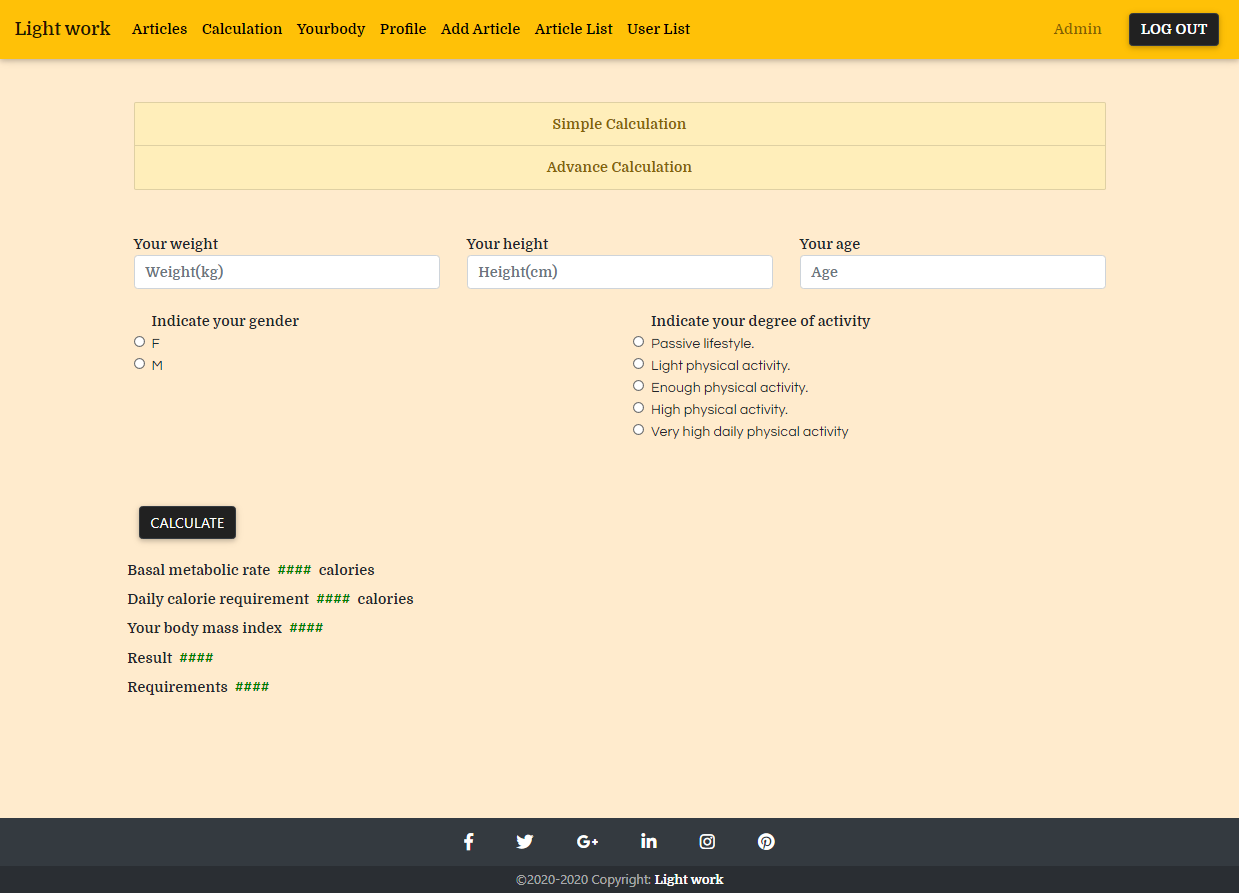 Light work Articles Calculation Yourbody Profile Add Article Article List User List Admin LOG OUT
Simple Calculation
Advance Calculation
Your weight Your height Your age
Weight(kg) Height(cm) Age
Indicate your gender Indicate your degree of activity
F Passive lifestyle.
M Light physical activity.
Enough physical activity.
High physical activity.
Very high daily physical activity
CALCULATE
Basal metabolic rate #### calories
Daily calorie requirement #### calories
Your body mass index ####
Result ####
Requirements ####
©2020-2020 Copyright: Light work